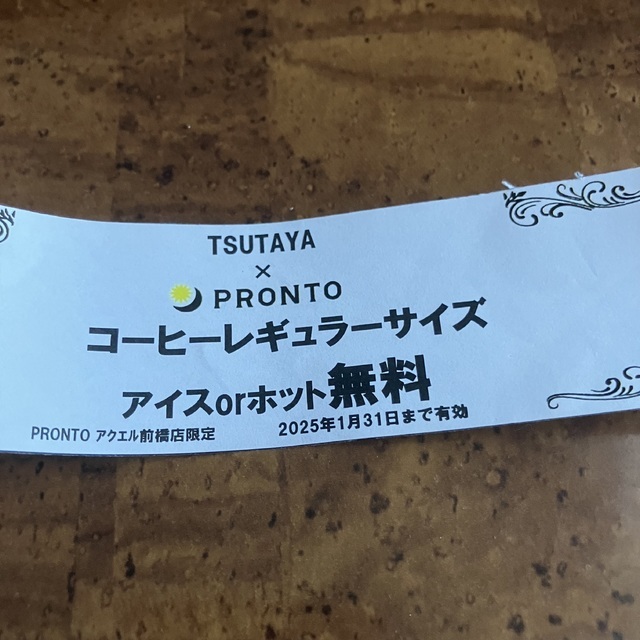 TSUTAYA
×
PRONTO
コーヒーレギュラーサイズ
アイスorホット無料
PRONTO アクエル前橋店限定 2025年1月31日まで有効